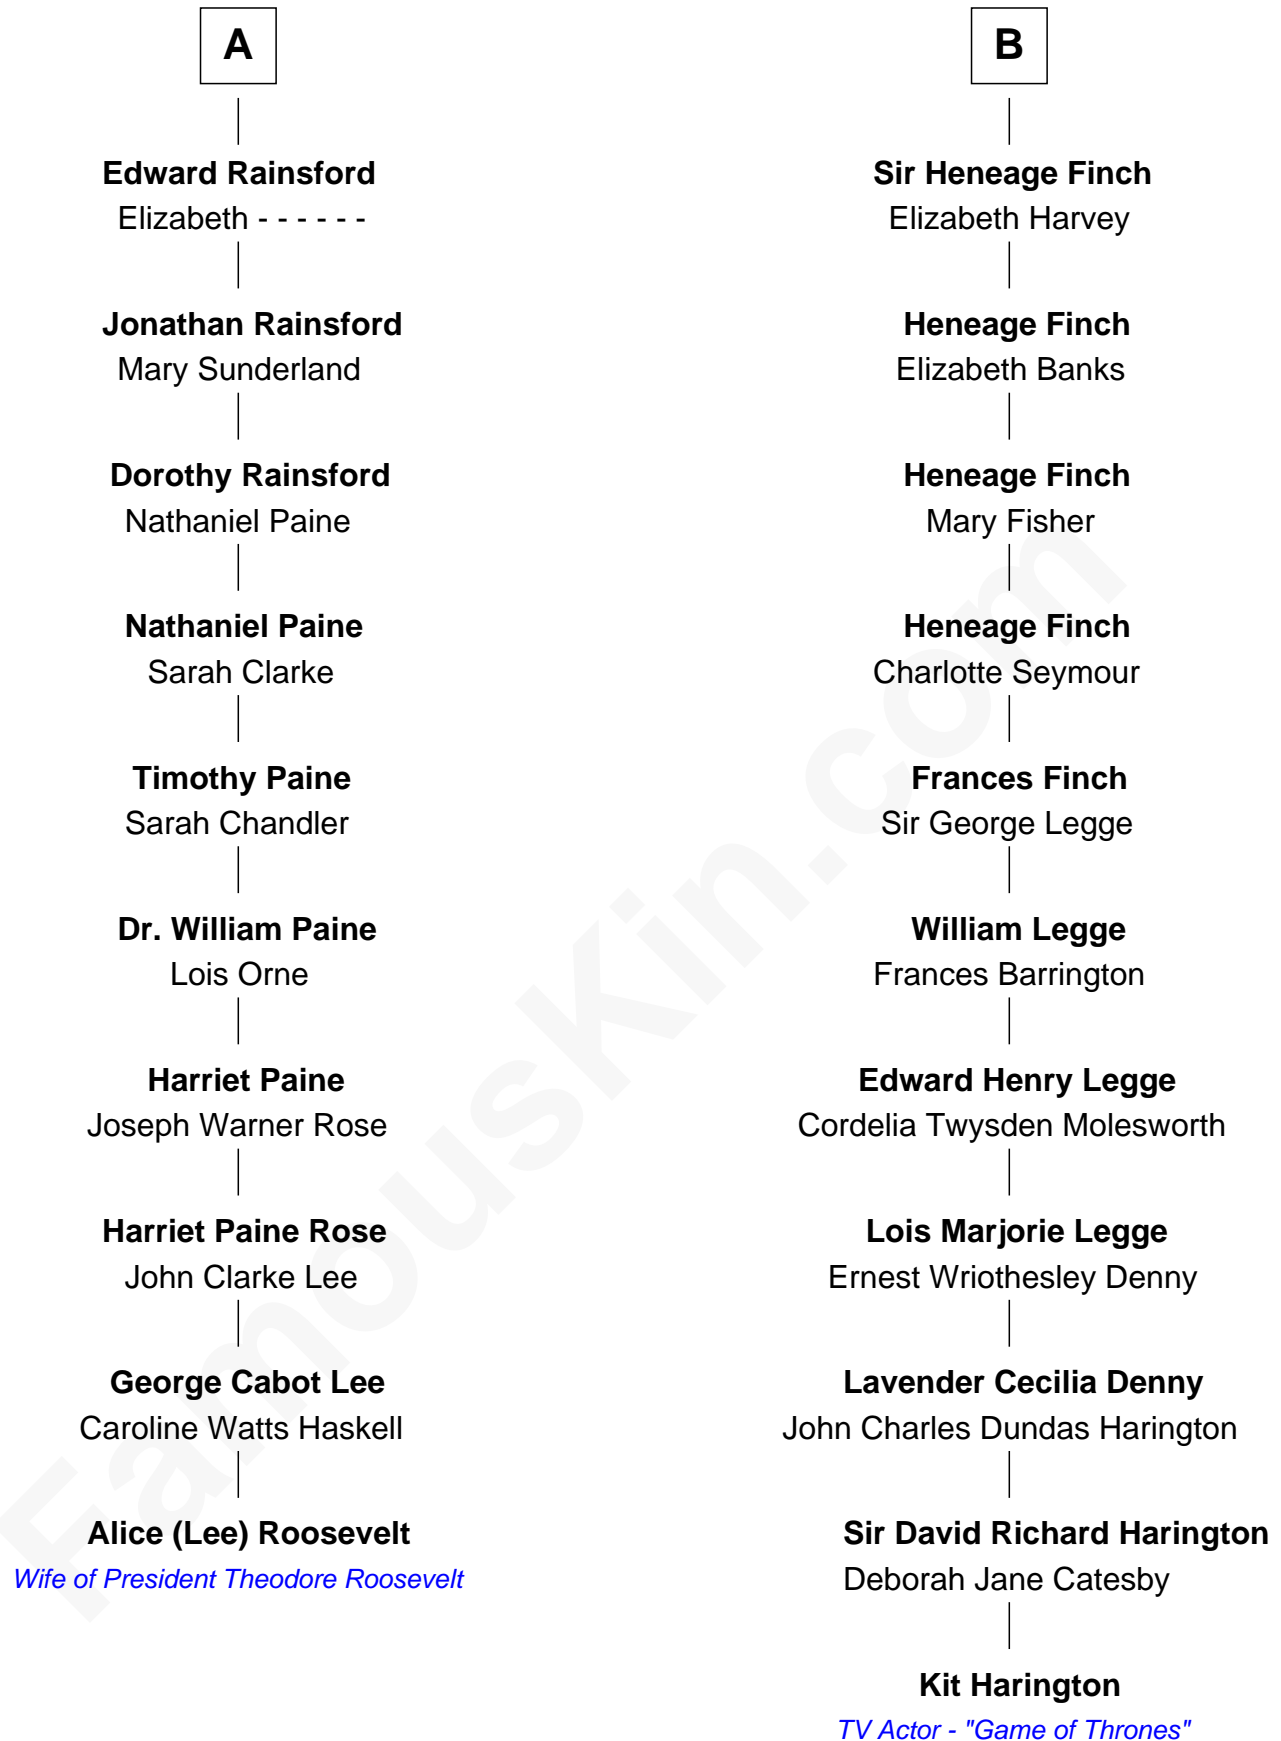 A
Edward Rainsford
Elizabeth - - - - - -
Jonathan Rainsford
Mary Sunderland
Dorothy Rainsford
Nathaniel Paine
Nathaniel Paine
Sarah Clarke
Timothy Paine
Sarah Chandler
Dr. William Paine
Lois Orne
Harriet Paine
Joseph Warner Rose
Harriet Paine Rose
John Clarke Lee
George Cabot Lee
Caroline Watts Haskell
Alice (Lee) Roosevelt
Wife of President Theodore Roosevelt
B
Sir Heneage Finch
Elizabeth Harvey
Heneage Finch
Elizabeth Banks
Heneage Finch
Mary Fisher
Heneage Finch
Charlotte Seymour
Frances Finch
Sir George Legge
William Legge
Frances Barrington
Edward Henry Legge
Cordelia Twysden Molesworth
Lois Marjorie Legge
Ernest Wriothesley Denny
Lavender Cecilia Denny
John Charles Dundas Harington
Sir David Richard Harington
Deborah Jane Catesby
Kit Harington
TV Actor - "Game of Thrones"
FamousKin.com